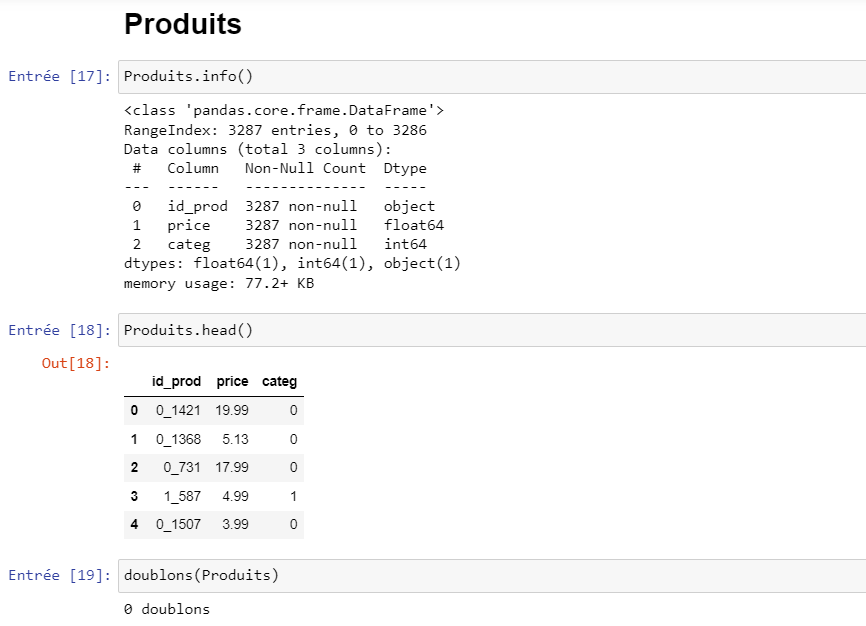 Produits
Entrée [17]: Produits.info()
<class 'pandas.core.frame.DataFrame'>
RangeIndex: 3287 entries, 0 to 3286
Data columns (total 3 columns):
 #   Column   Non-Null Count  Dtype
---  ------   --------------  -----
 0   id_prod  3287 non-null   object
 1   price    3287 non-null   float64
 2   categ    3287 non-null   int64
dtypes: float64(1), int64(1), object(1)
memory usage: 77.2+ KB
Entrée [18]: Produits.head()
Out[18]:
id_prod price categ
0 0_1421 19.99 0
1 0_1368 5.13 0
2 0_731 17.99 0
3 1_587 4.99 1
4 0_1507 3.99 0
Entrée [19]: doublons(Produits)
0 doublons